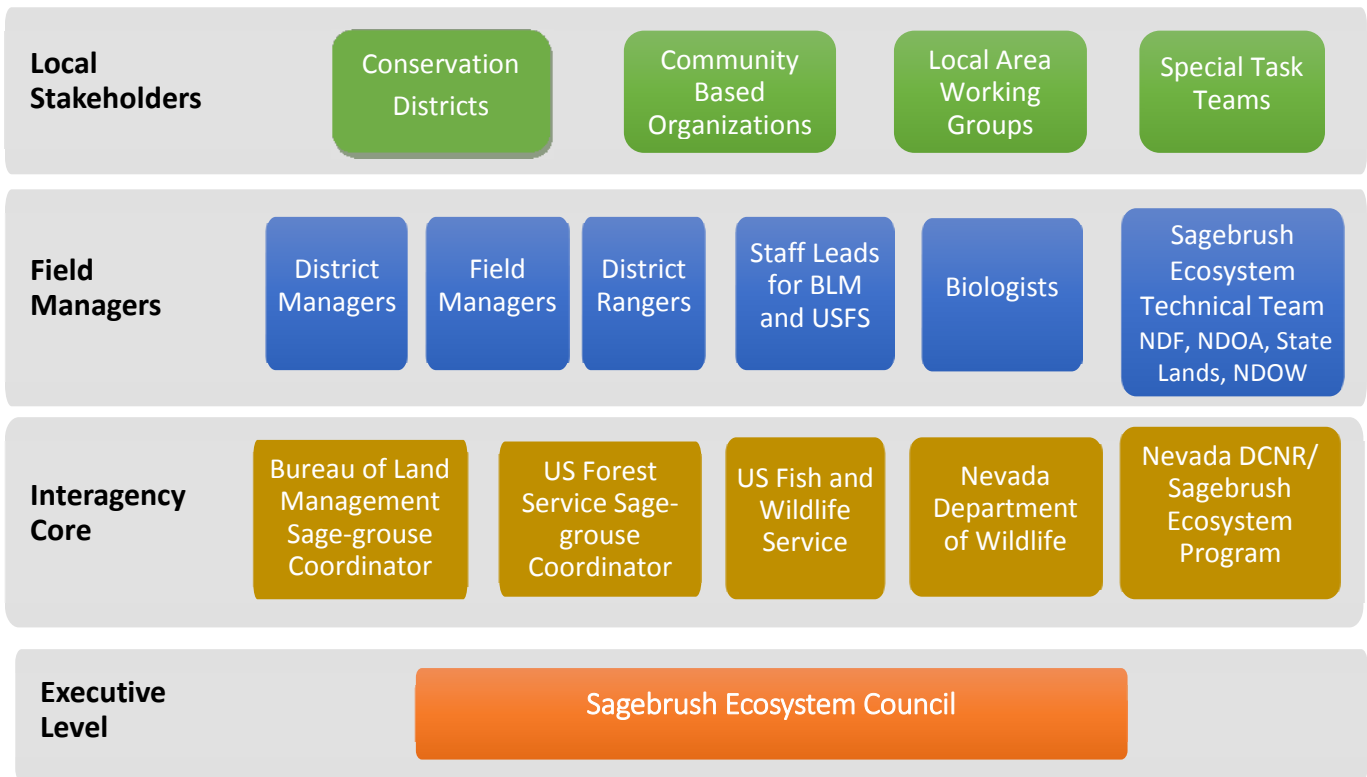 Local
Stakeholders
Conservation
Districts
Community
Based
Organizations
Local Area
Working
Groups
Special Task
Teams
Field
Managers
District
Managers
Field
Managers
District
Rangers
Staff Leads
for BLM
and USFS
Biologists
Sagebrush
Ecosystem
Technical Team
NDF, NDOA, State
Lands, NDOW
Interagency
Core
Bureau of Land
Management
Sage-grouse
Coordinator
US Forest
Service Sage-
grouse
Coordinator
US Fish and
Wildlife
Service
Nevada
Department
of Wildlife
Nevada DCNR/
Sagebrush
Ecosystem
Program
Executive
Level
Sagebrush Ecosystem Council